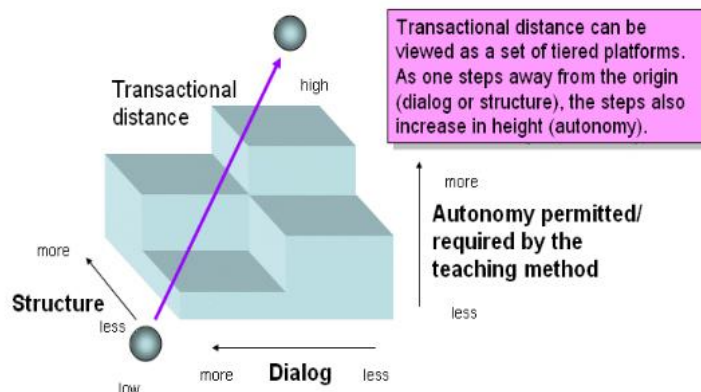 Transactional distance can be
viewed as a set of tiered platforms.
As one steps away from the origin
(dialog or structure), the steps also
increase in height (autonomy).
Transactional
distance
high
more
Autonomy permitted/
required by the
teaching method
less
more
Structure
less
low
more
Dialog
less